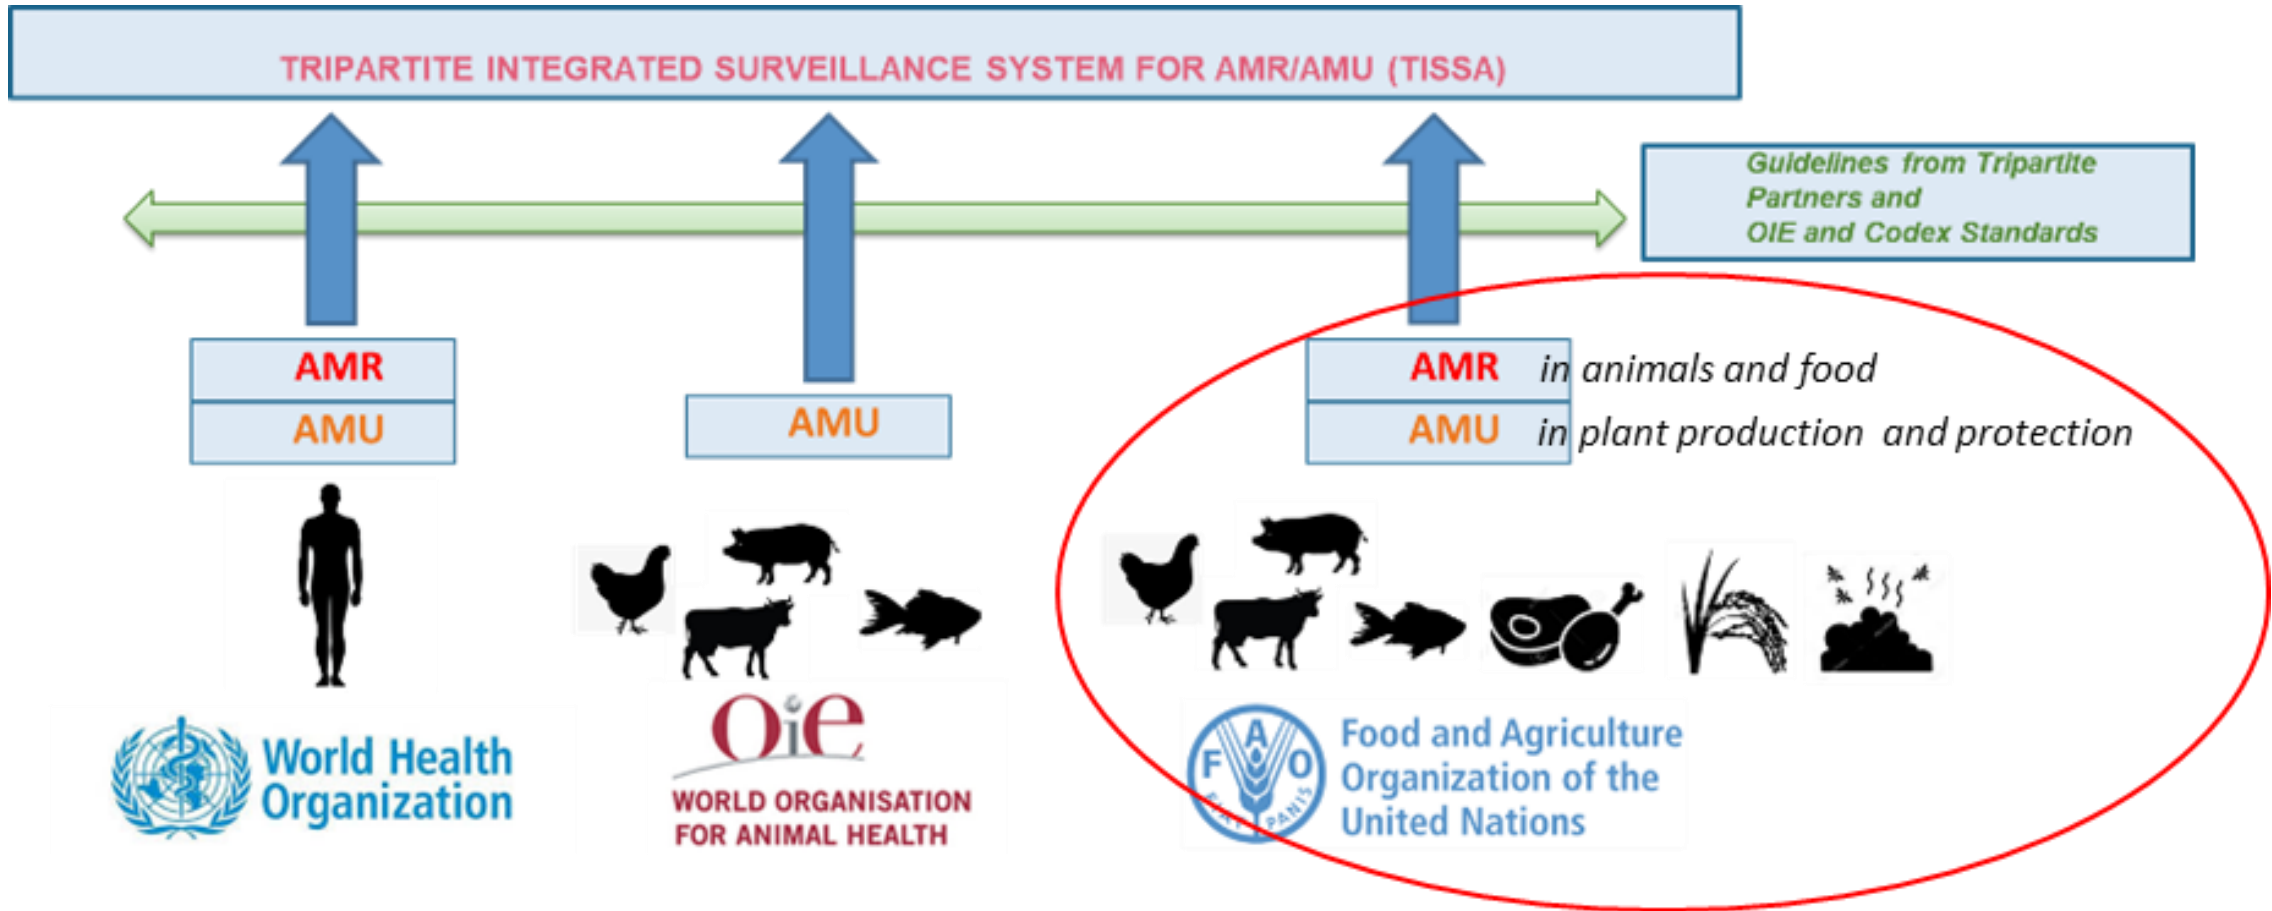 TRIPARTITE INTEGRATED SURVEILLANCE SYSTEM FOR AMR/AMU (TISSA)
Guidelines from Tripartite
Partners and
OIE and Codex Standards
AMR
AMU
AMU
AMR in animals and food
AMU in plant production and protection
World Health
Organization
OiE
WORLD ORGANISATION
FOR ANIMAL HEALTH
F A O
FIAT PANIS
Food and Agriculture
Organization of the
United Nations